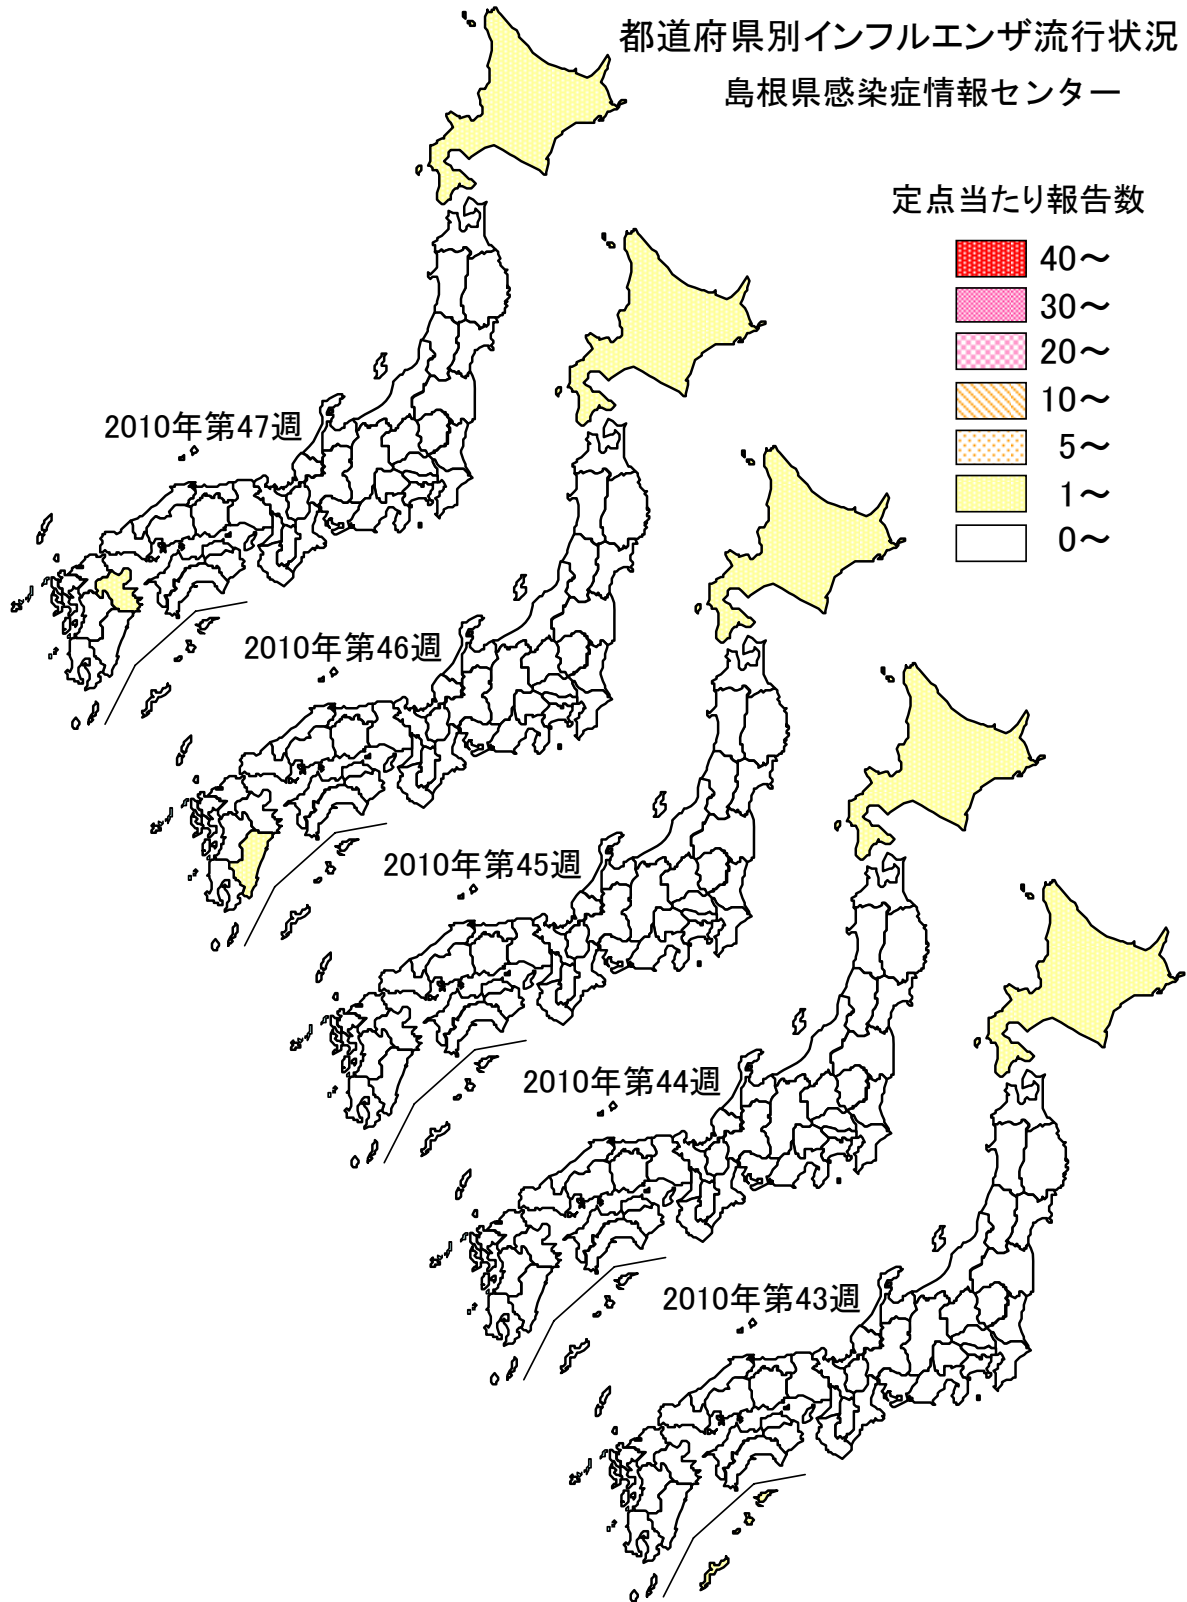 都道府県別インフルエンザ流行状況
島根県感染症情報センター
定点当たり報告数
40～
30～
20～
10～
5～
1～
0～
2010年第47週
2010年第46週
2010年第45週
2010年第44週
2010年第43週